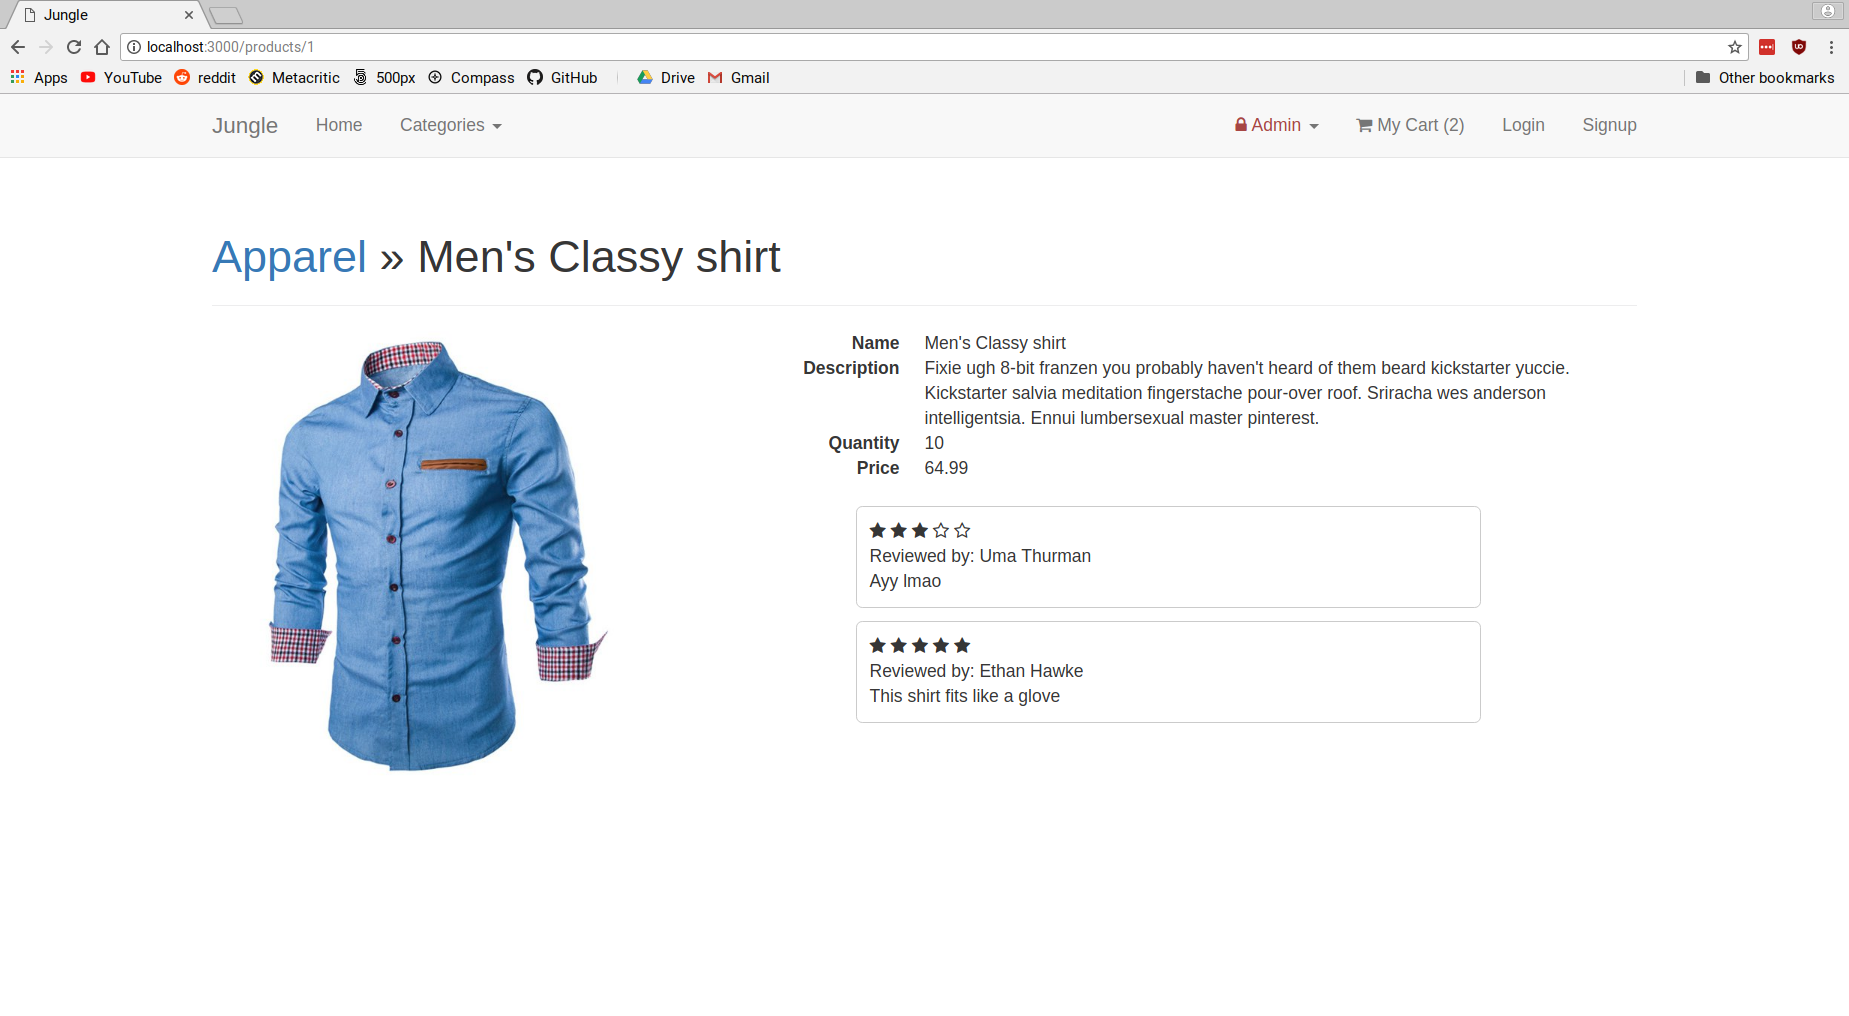 Jungle
localhost:3000/products/1
Apps YouTube reddit Metacritic 500px Compass GitHub Drive Gmail Other bookmarks
Jungle Home Categories Admin My Cart (2) Login Signup
Apparel » Men's Classy shirt
Name Men's Classy shirt
Description Fixie ugh 8-bit franzen you probably haven't heard of them beard kickstarter yuccie.
Kickstarter salvia meditation fingerstache pour-over roof. Sriracha wes anderson
intelligentsia. Ennui lumbersexual master pinterest.
Quantity 10
Price 64.99
Reviewed by: Uma Thurman
Ayy lmao
Reviewed by: Ethan Hawke
This shirt fits like a glove